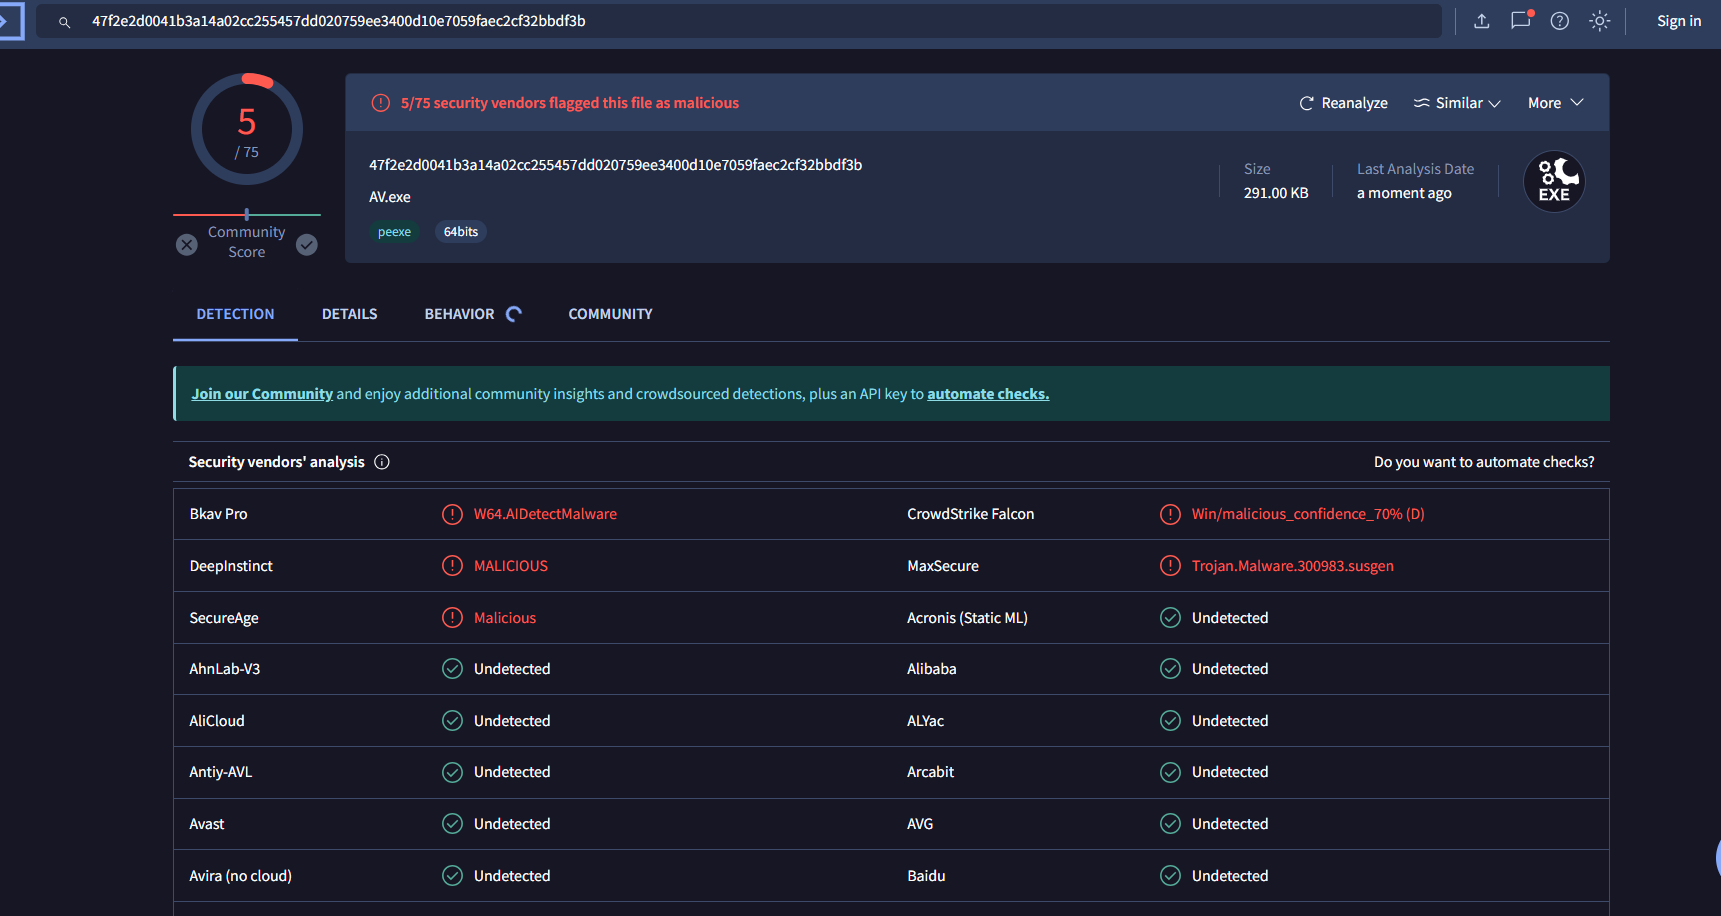 47f2e2d0041b3a14a02cc255457dd020759ee3400d10e7059faec2cf32bbdf3b
Sign in
5
/ 75
Community
Score
5/75 security vendors flagged this file as malicious
Reanalyze
Similar
More
47f2e2d0041b3a14a02cc255457dd020759ee3400d10e7059faec2cf32bbdf3b
AV.exe
peexe
64bits
Size
291.00 KB
Last Analysis Date
a moment ago
EXE
DETECTION
DETAILS
BEHAVIOR
COMMUNITY
Join our Community and enjoy additional community insights and crowdsourced detections, plus an API key to automate checks.
Security vendors' analysis
Do you want to automate checks?
Bkav Pro
W64.AIDetectMalware
CrowdStrike Falcon
Win/malicious_confidence_70% (D)
DeepInstinct
MALICIOUS
MaxSecure
Trojan.Malware.300983.susgen
SecureAge
Malicious
Acronis (Static ML)
Undetected
AhnLab-V3
Undetected
Alibaba
Undetected
AliCloud
Undetected
ALYac
Undetected
Antiy-AVL
Undetected
Arcabit
Undetected
Avast
Undetected
AVG
Undetected
Avira (no cloud)
Undetected
Baidu
Undetected